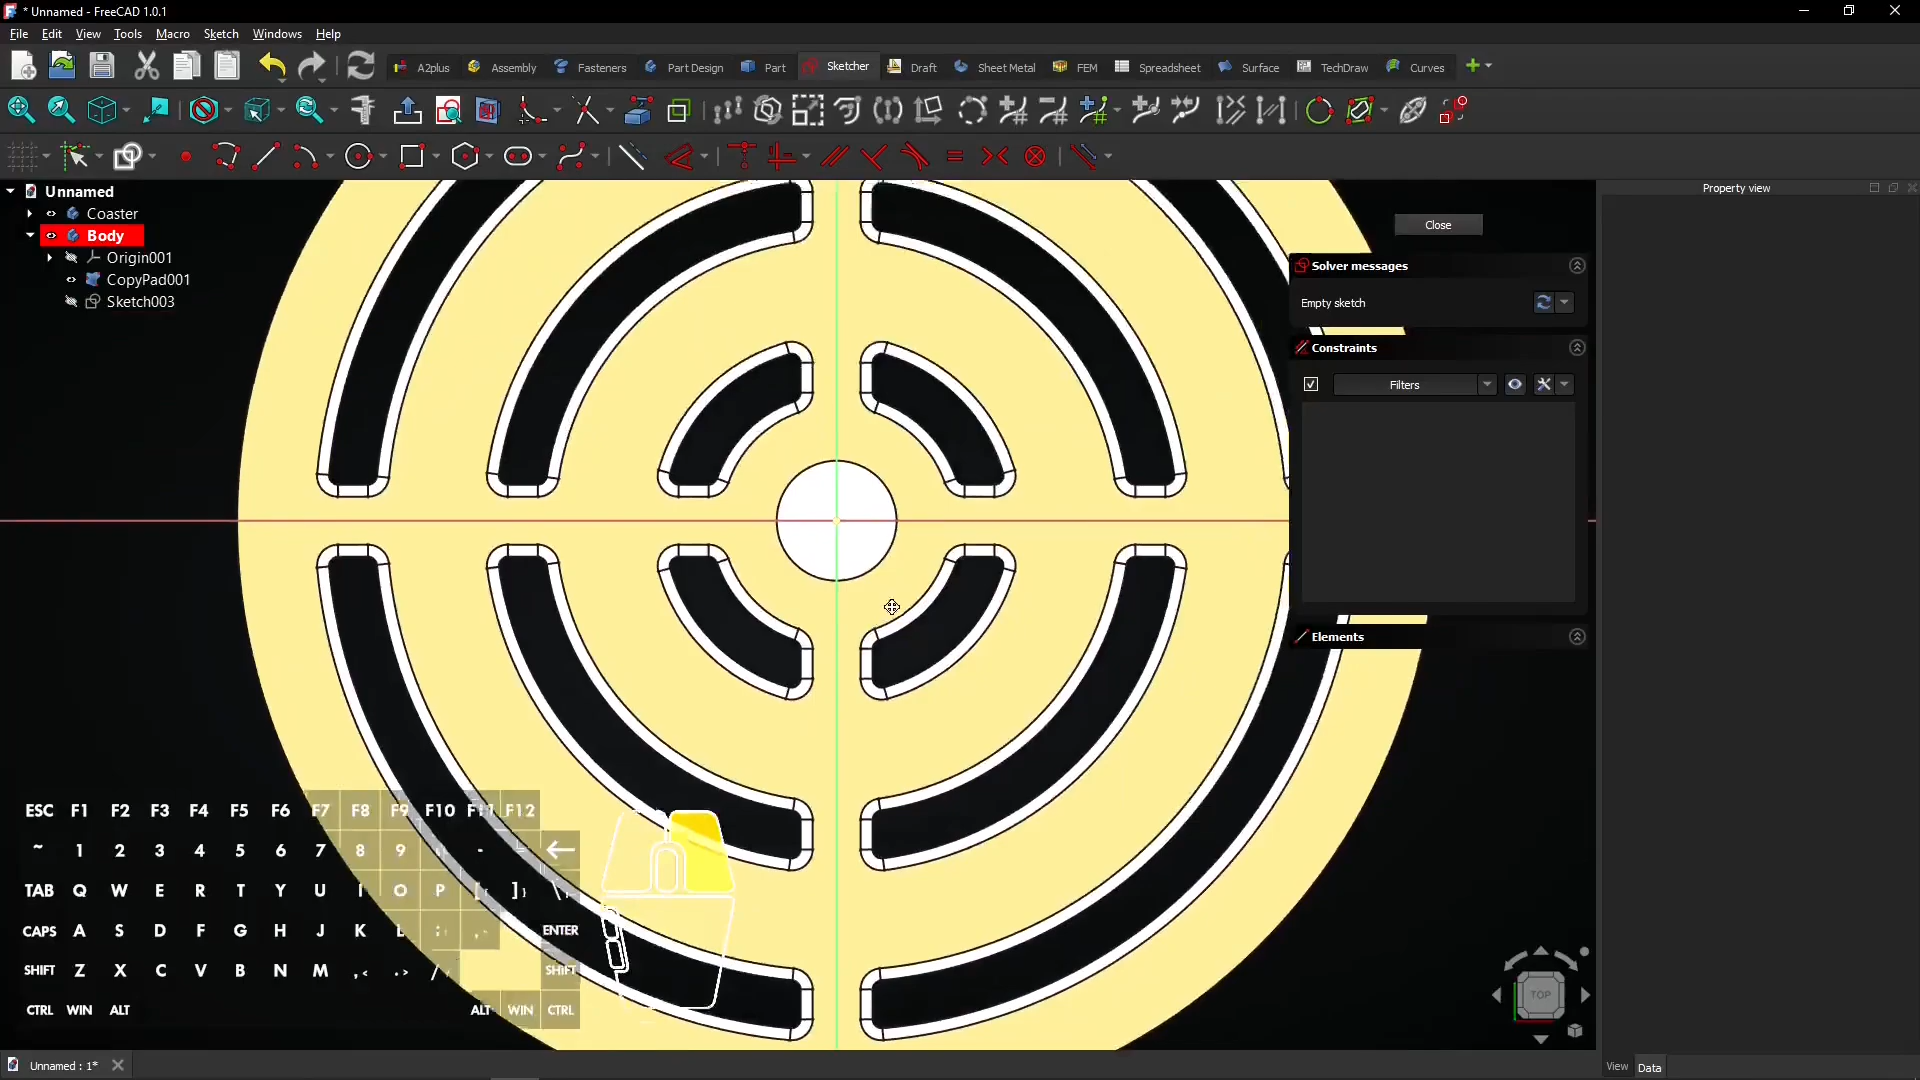 * Unnamed - FreeCAD 1.0.1
File Edit View Tools Macro Sketch Windows Help
A2plus Assembly Fasteners Part Design Part Sketcher Draft Sheet Metal FEM Spreadsheet Surface TechDraw Curves
Unnamed
Coaster
Body
Origin001
CopyPad001
Sketch003
Property view
Close
Solver messages
Empty sketch
Constraints
Filters
Elements
ESC F1 F2 F3 F4 F5 F6 F7 F8 F9 F10 F11 F12
~ 1 2 3 4 5 6 7 8 9 -
TAB Q W E R T Y U I O P [ ] \
CAPS A S D F G H J K L ENTER
SHIFT Z X C V B N M ,< .> / SHIFT
CTRL WIN ALT ALT WIN CTRL
TOP
Unnamed : 1*
View Data